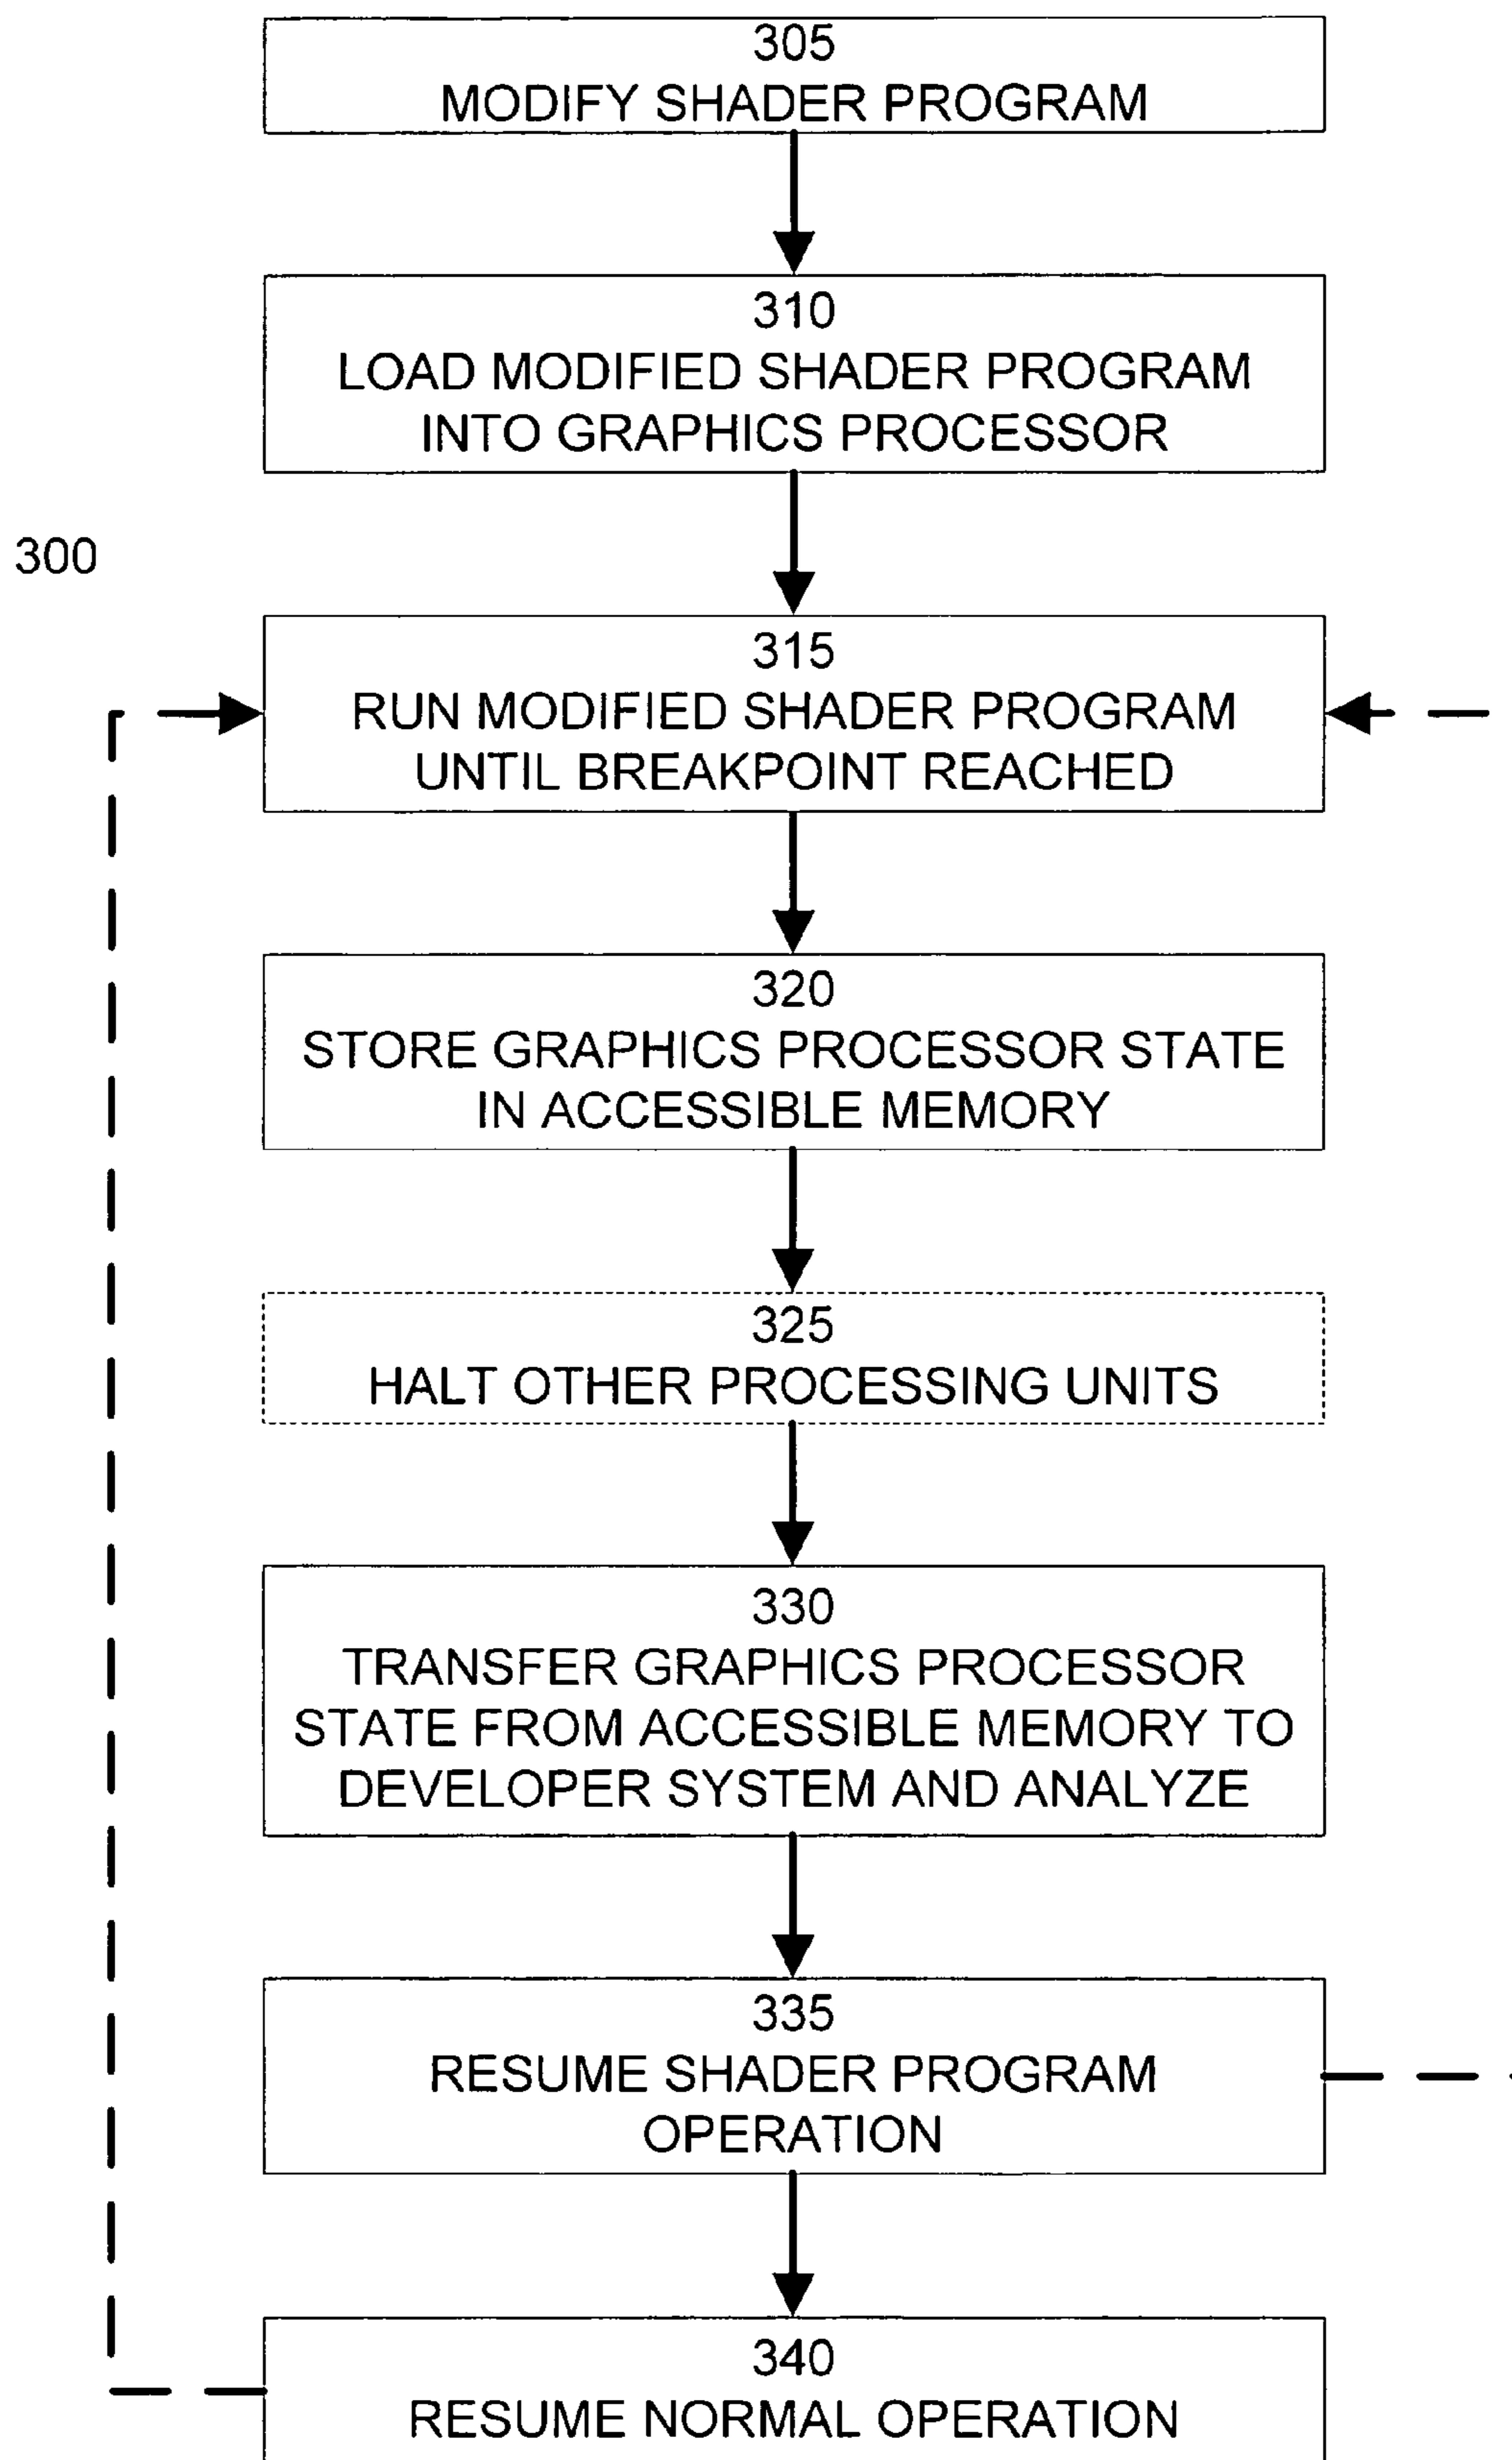 305
MODIFY SHADER PROGRAM
310
LOAD MODIFIED SHADER PROGRAM
INTO GRAPHICS PROCESSOR
300
315
RUN MODIFIED SHADER PROGRAM
UNTIL BREAKPOINT REACHED
320
STORE GRAPHICS PROCESSOR STATE
IN ACCESSIBLE MEMORY
325
HALT OTHER PROCESSING UNITS
330
TRANSFER GRAPHICS PROCESSOR
STATE FROM ACCESSIBLE MEMORY TO
DEVELOPER SYSTEM AND ANALYZE
335
RESUME SHADER PROGRAM
OPERATION
340
RESUME NORMAL OPERATION